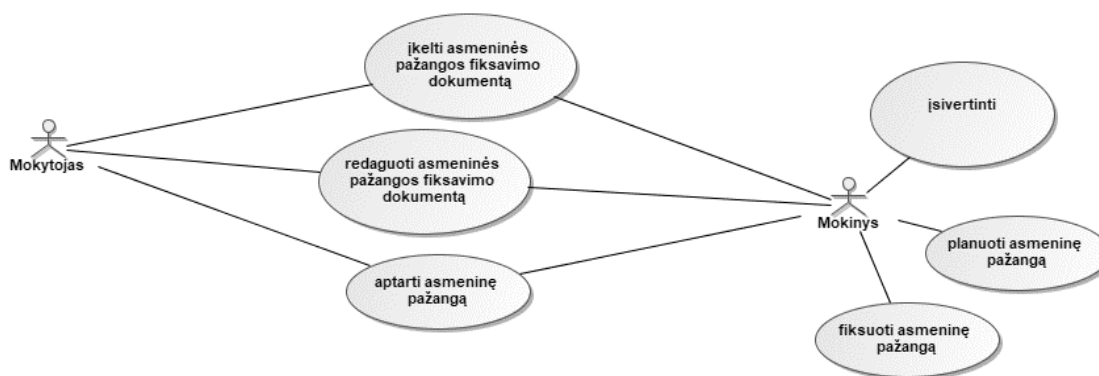 įkelti asmeninės
pažangos fiksavimo
dokumentą
įsivertinti
Mokytojas
redaguoti asmeninės
pažangos fiksavimo
dokumentą
Mokinys
planuoti asmeninę
pažangą
aptarti asmeninę
pažangą
fiksuoti asmeninę
pažangą